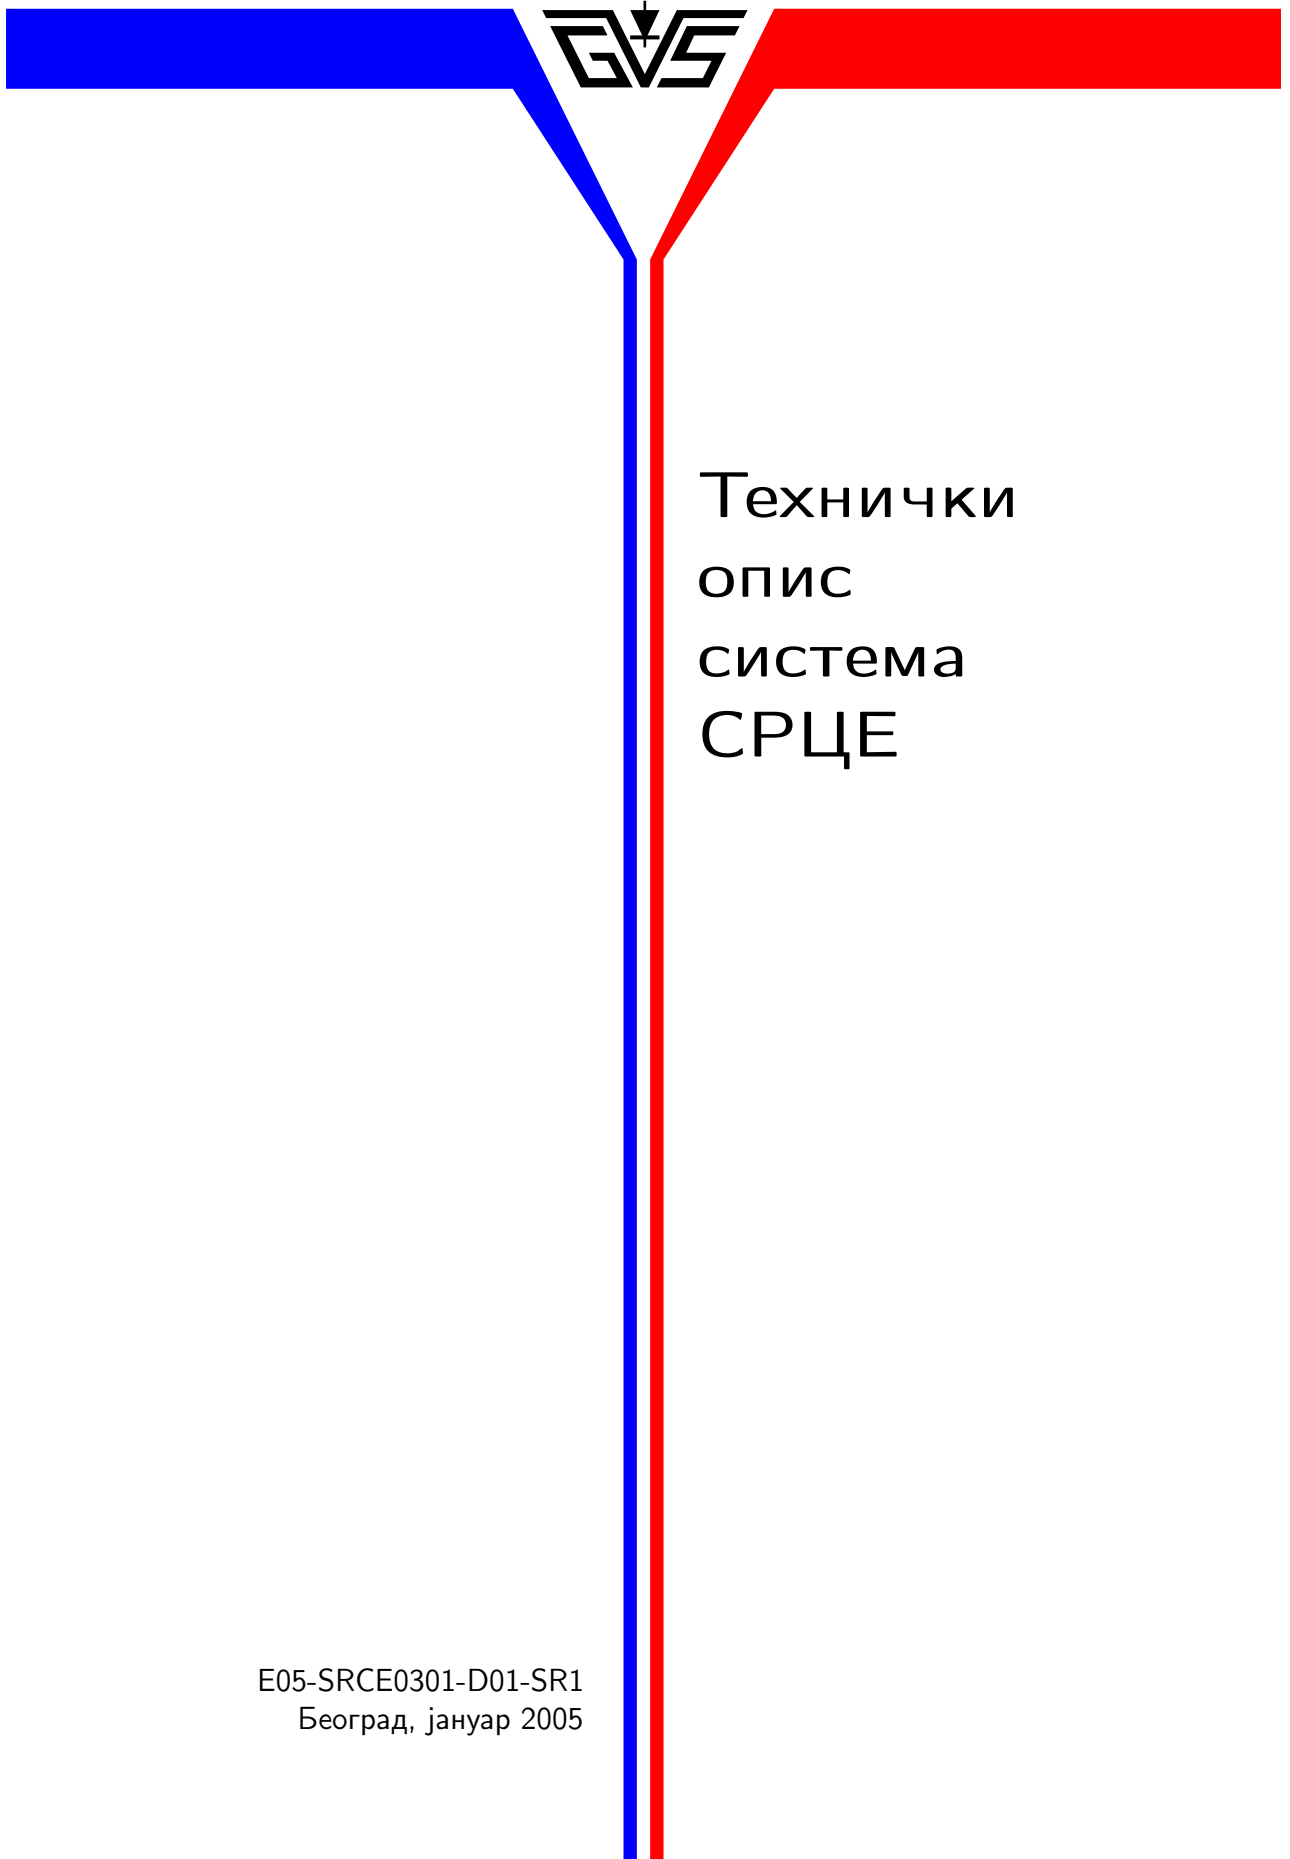 GVS
Технички
опис
система
СРЦЕ
E05-SRCE0301-D01-SR1
Београд, јануар 2005